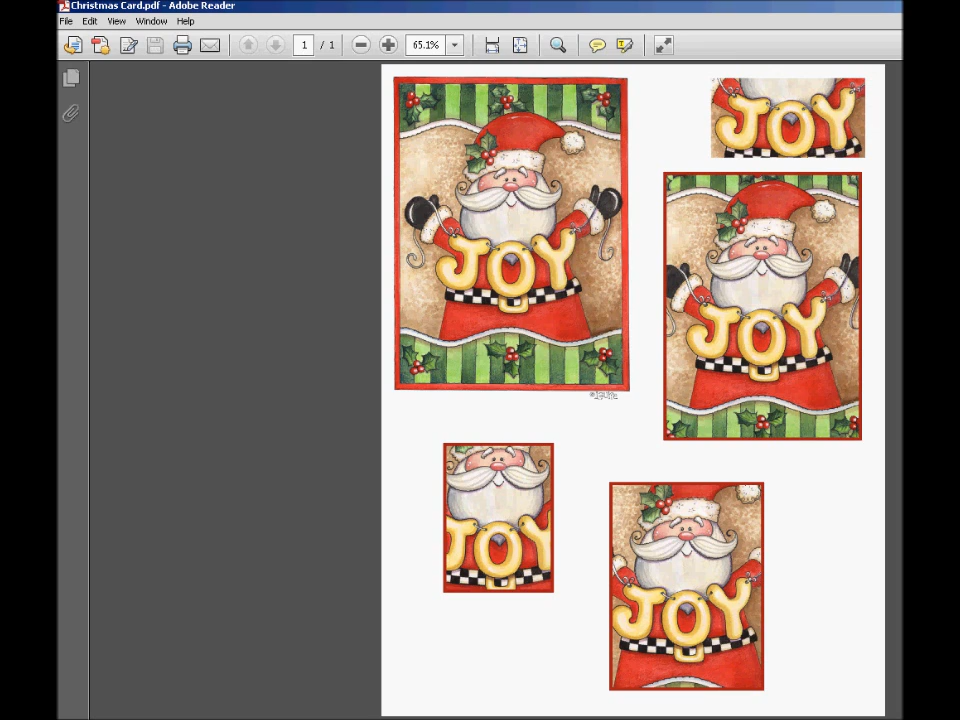 Christmas Card.pdf - Adobe Reader
File Edit View Window Help
1 / 1 65.1%
JOY
JOY
JOY
JOY
JOY